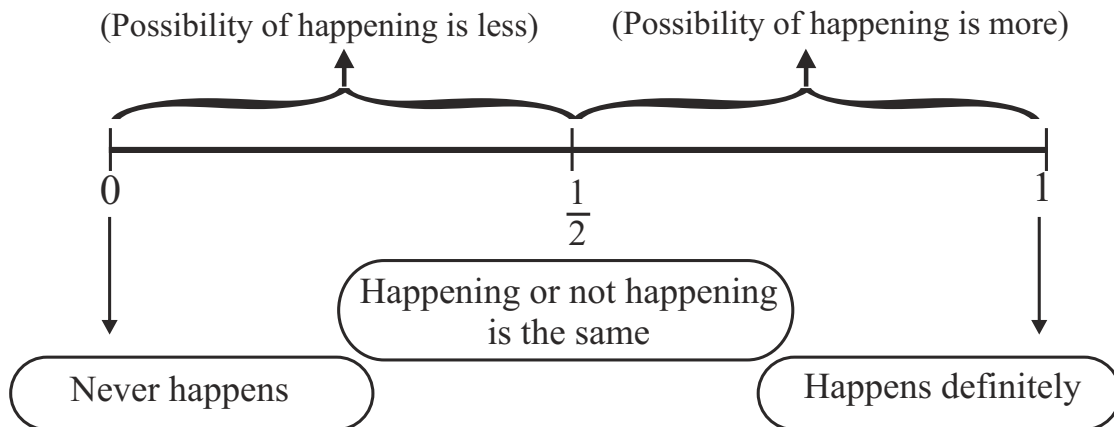 (Possibility of happening is less)
(Possibility of happening is more)
0
1
2
1
Happening or not happening
is the same
Never happens
Happens definitely